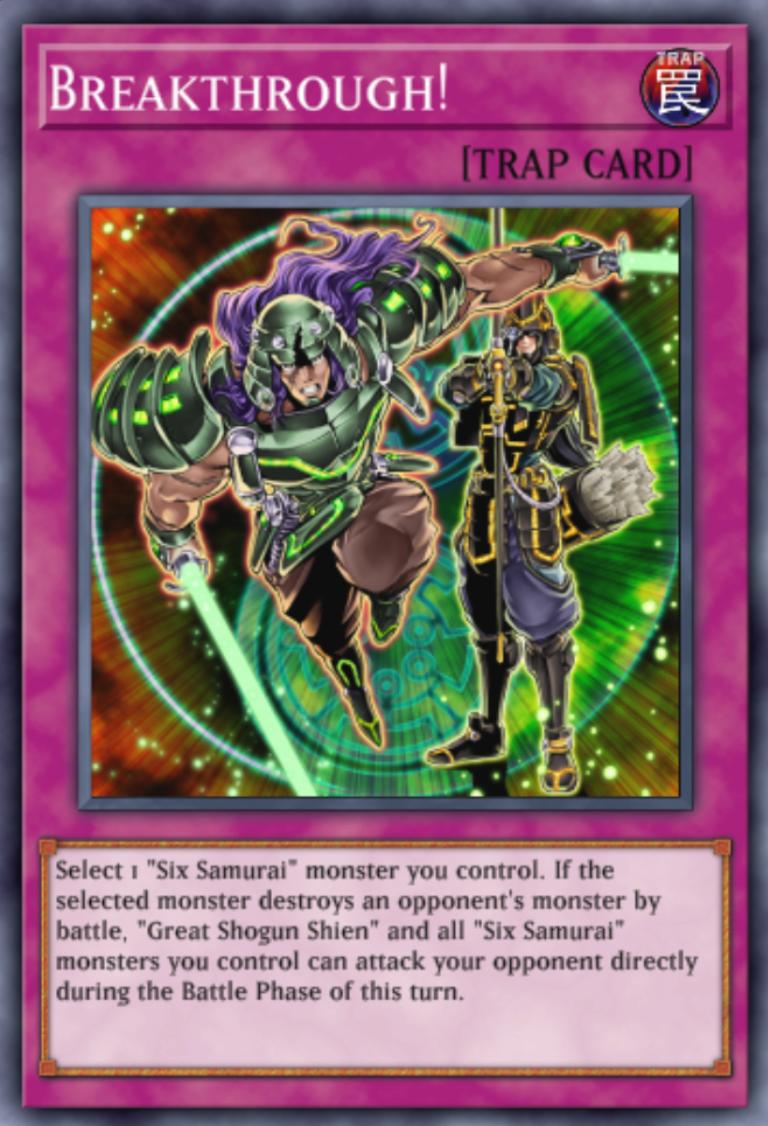 BREAKTHROUGH!
TRAP
罠
[TRAP CARD]
Select 1 "Six Samurai" monster you control. If the
selected monster destroys an opponent's monster by
battle, "Great Shogun Shien" and all "Six Samurai"
monsters you control can attack your opponent directly
during the Battle Phase of this turn.